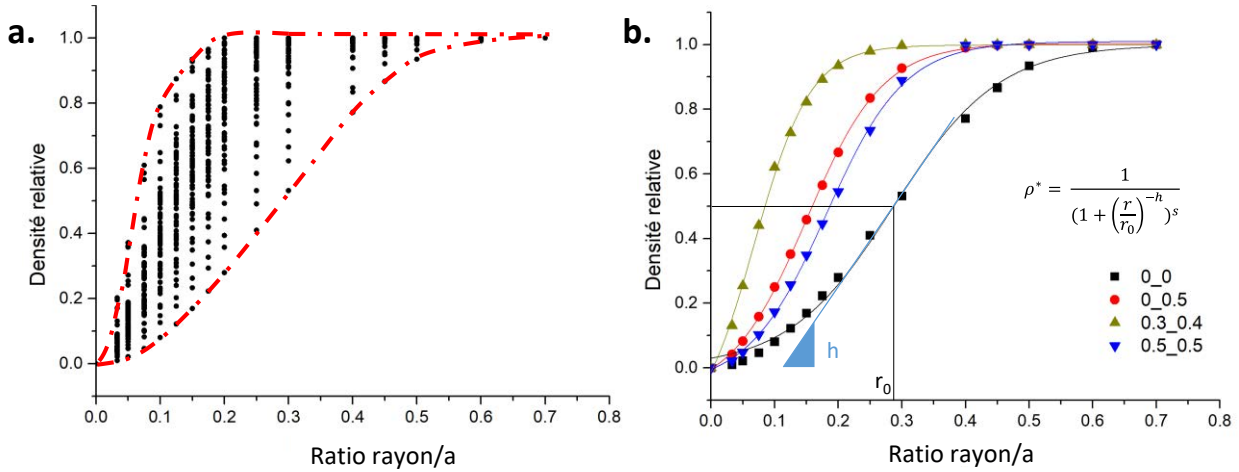 a.
Densité relative
1.0
0.8
0.6
0.4
0.2
0.0
0.0 0.1 0.2 0.3 0.4 0.5 0.6 0.7 0.8
Ratio rayon/a
b.
Densité relative
1.0
0.8
0.6
0.4
0.2
0.0
ρ* = 1 / (1 + (r/r₀)⁻ʰ)ˢ
0_0
0_0.5
0.3_0.4
0.5_0.5
h
r₀
0.0 0.1 0.2 0.3 0.4 0.5 0.6 0.7 0.8
Ratio rayon/a